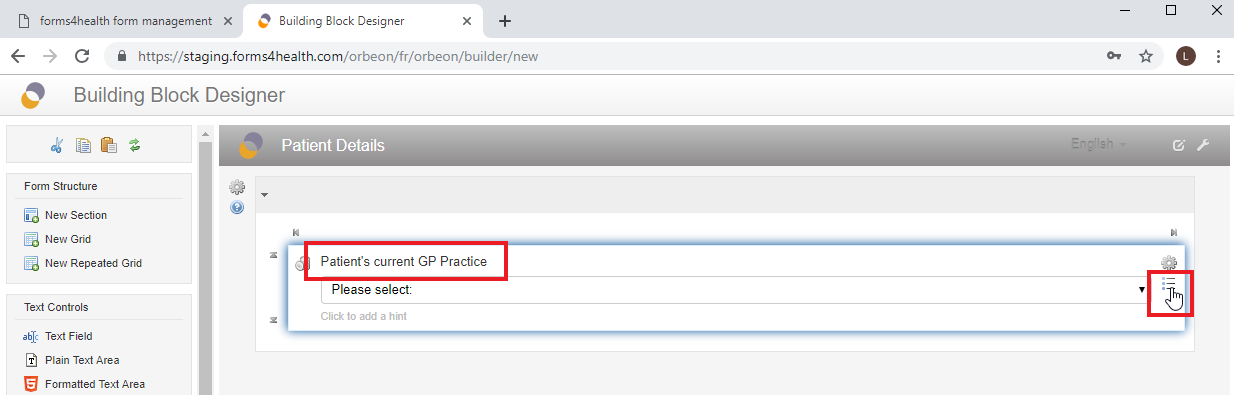 forms4health form management
Building Block Designer
https://staging.forms4health.com/orbeon/fr/orbeon/builder/new
L
Building Block Designer
Patient Details
English
Form Structure
New Section
New Grid
New Repeated Grid
Text Controls
Text Field
Plain Text Area
Formatted Text Area
Patient's current GP Practice
Please select:
Click to add a hint